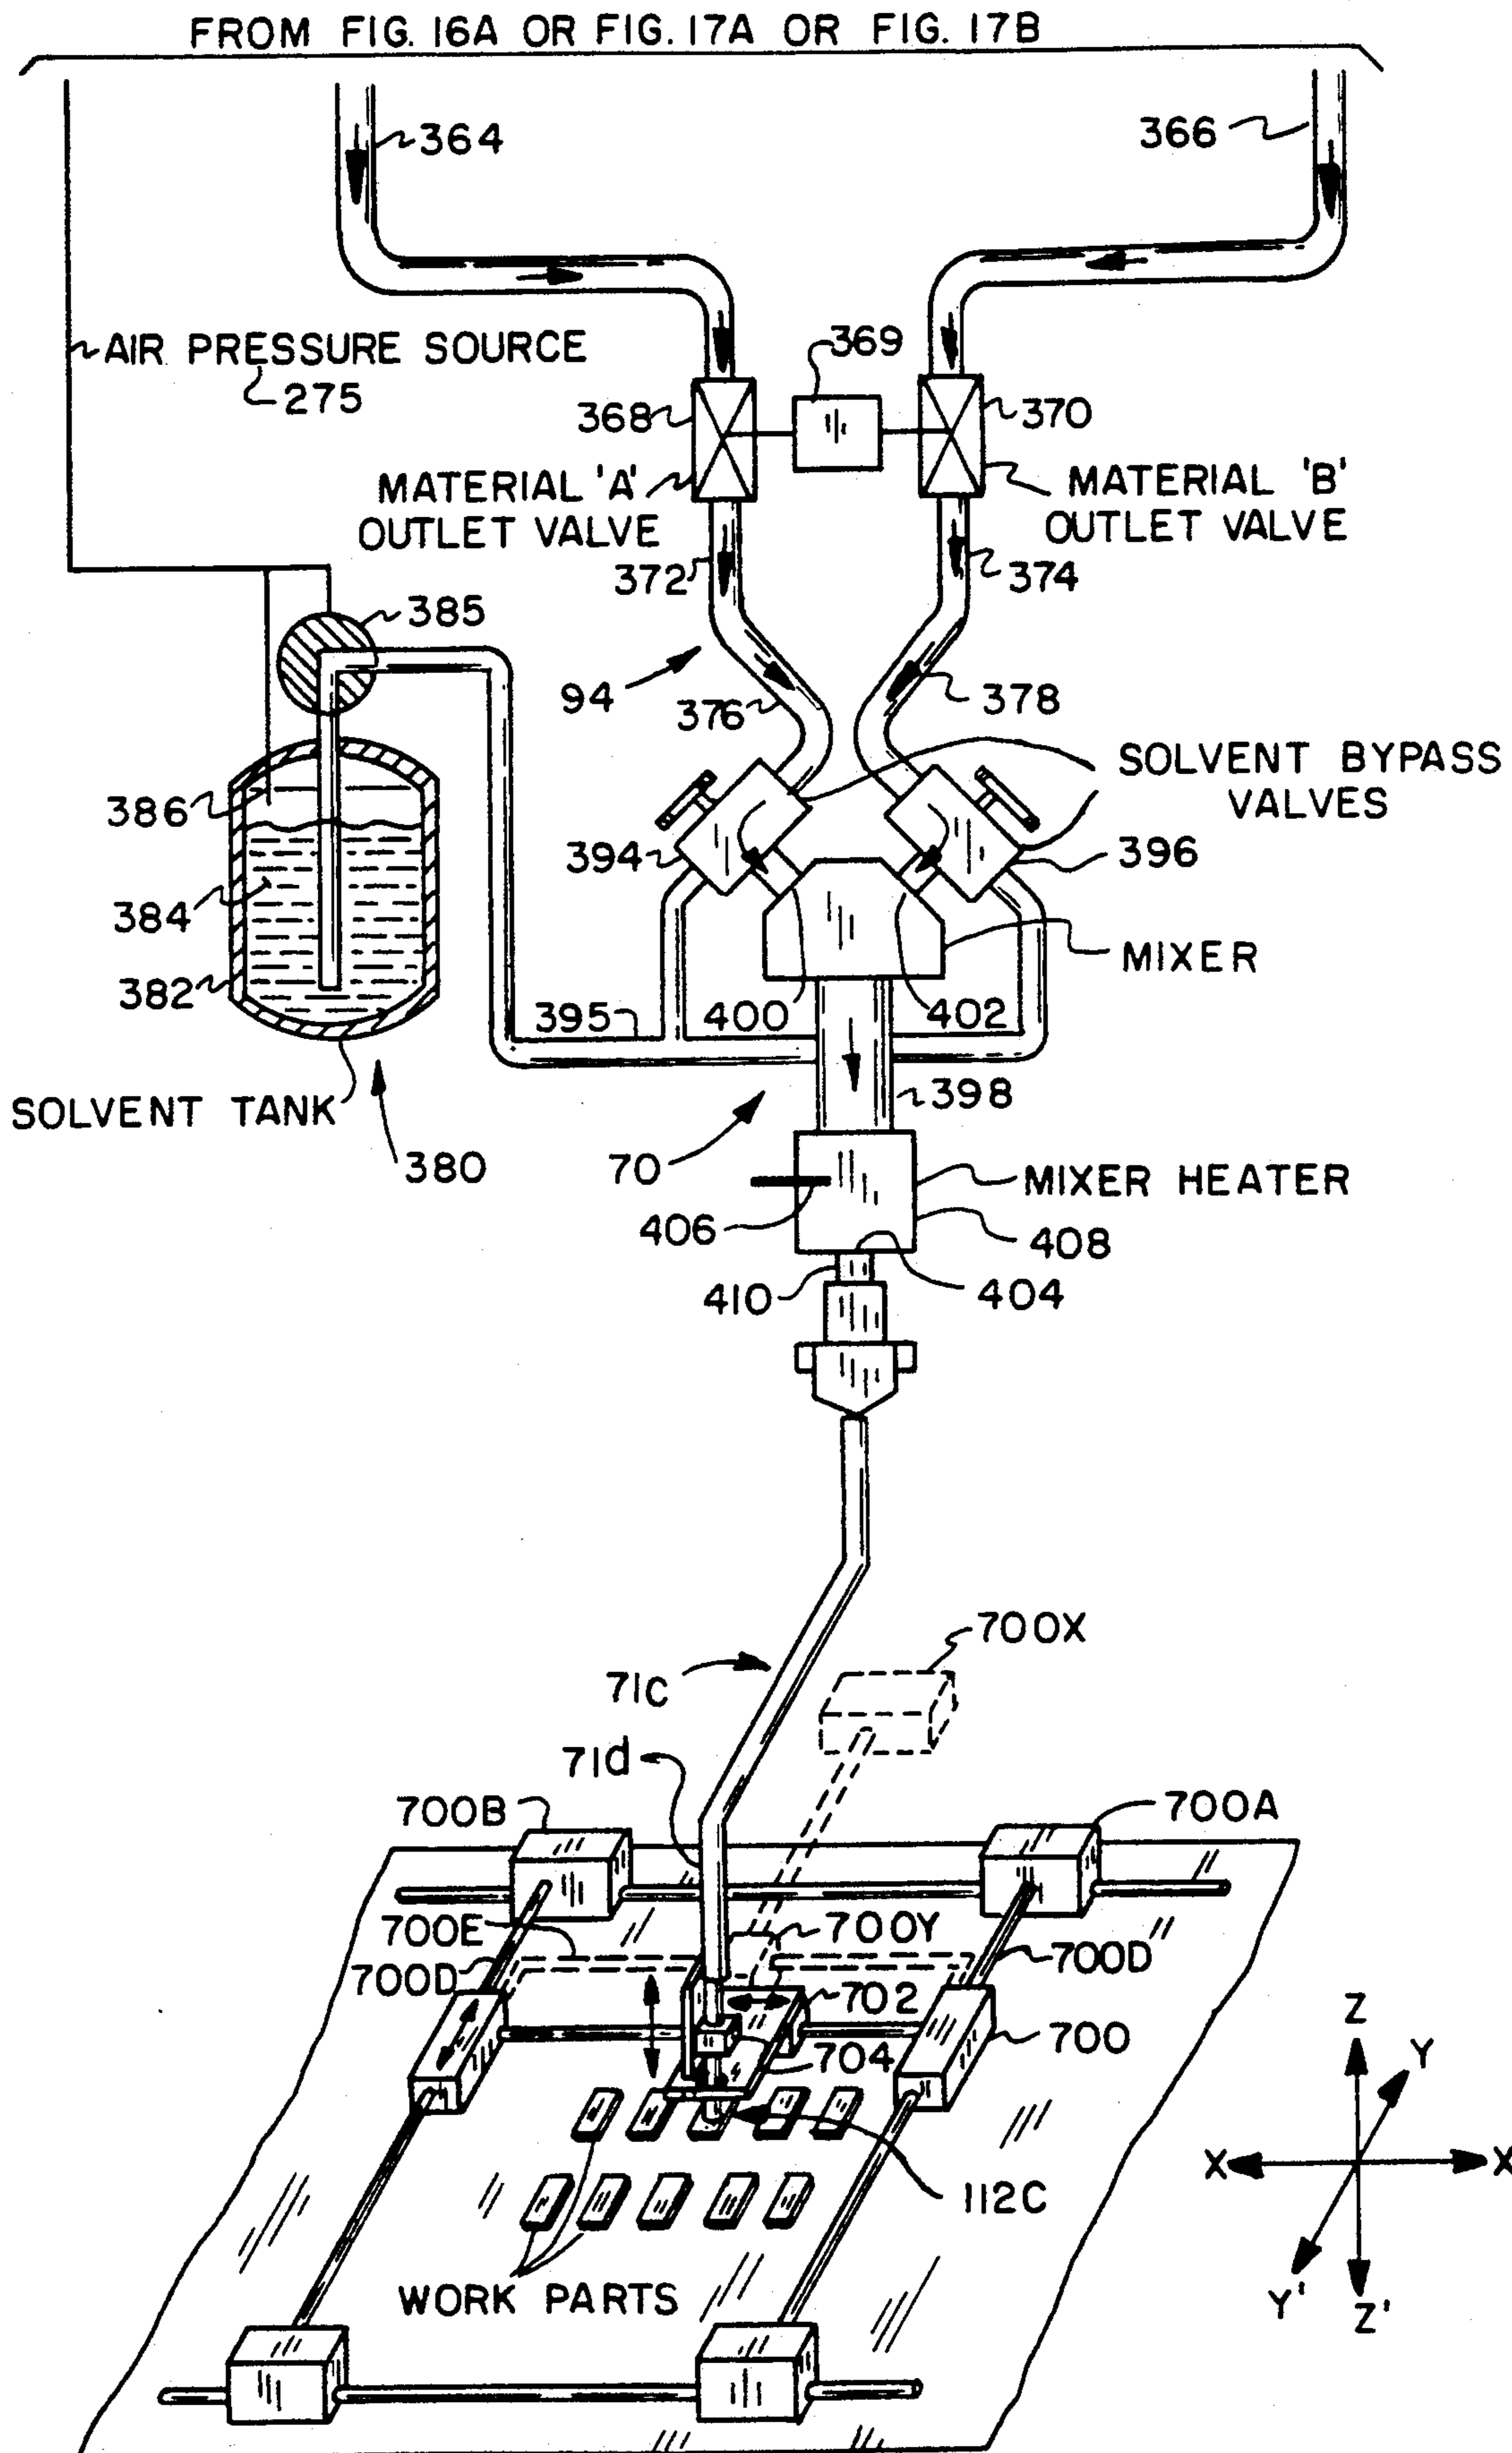 FROM FIG. 16A OR FIG. 17A OR FIG. 17B
364
366
AIR PRESSURE SOURCE
275
369
368
370
MATERIAL 'A'
OUTLET VALVE
MATERIAL 'B'
OUTLET VALVE
372
374
385
94
376
378
SOLVENT BYPASS
VALVES
386
394
396
384
MIXER
382
395
400
402
398
SOLVENT TANK
380
70
MIXER HEATER
406
408
410
404
700X
71c
71d
700B
700A
700E
700Y
700D
700D"
702
700
704
Z
Y
X
X
112C
WORK PARTS
Y'
Z'